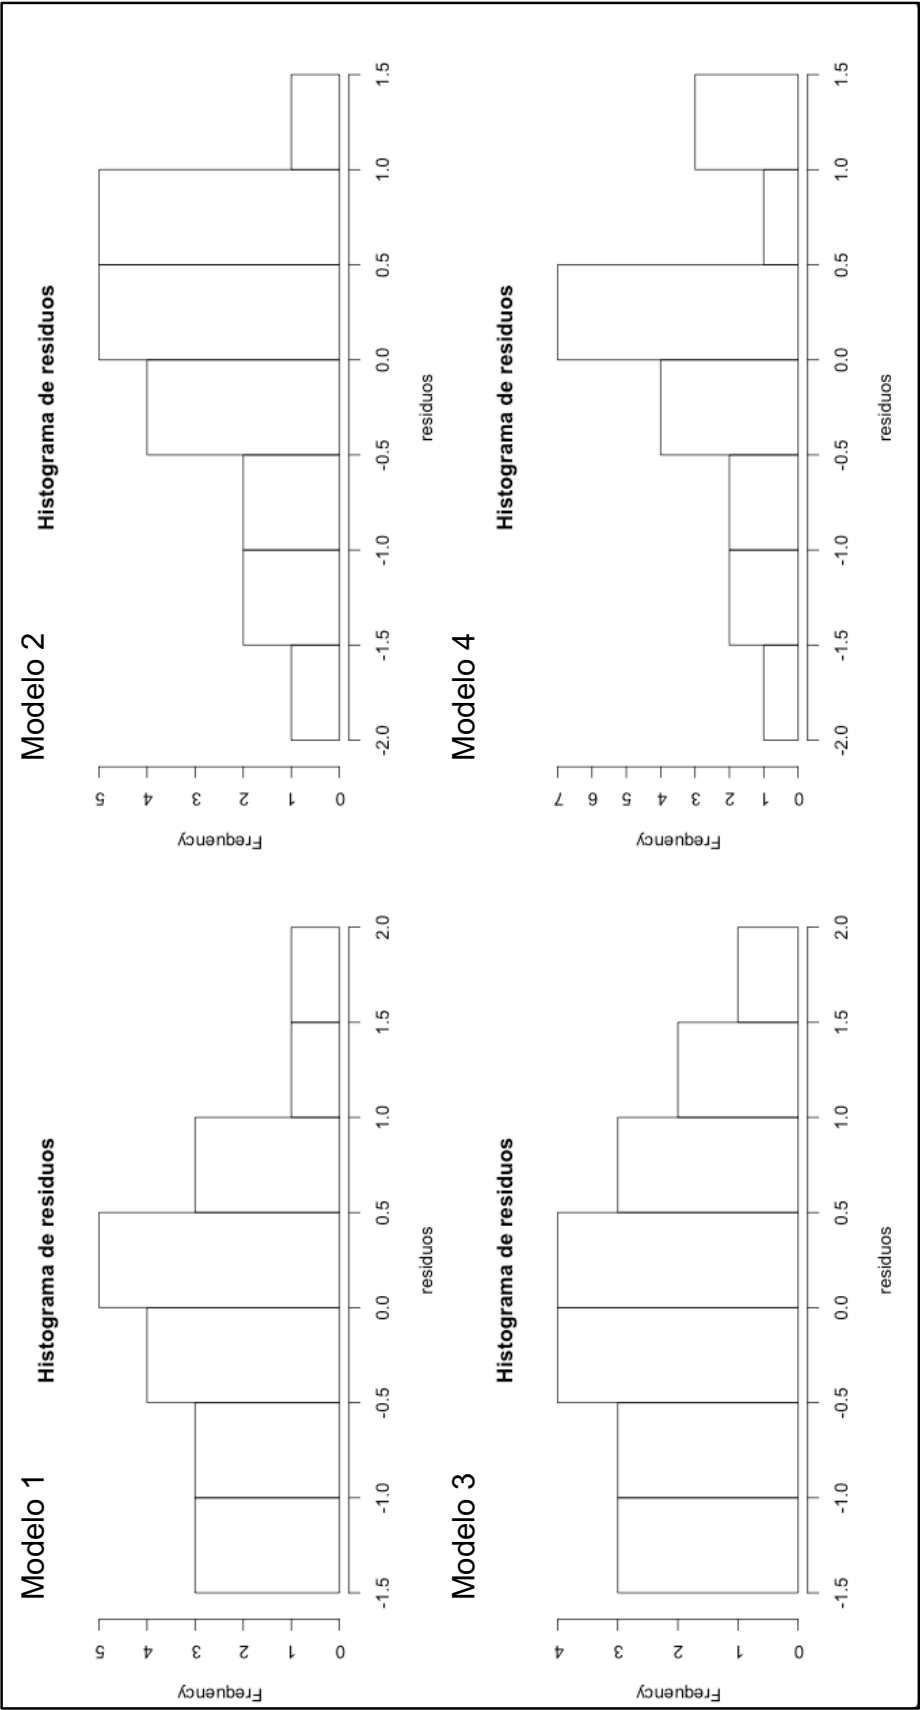 Modelo 1
Histograma de residuos
Frequency
0 1 2 3 4 5
-1.5 -1.0 -0.5 0.0 0.5 1.0 1.5 2.0
residuos
Modelo 2
Histograma de residuos
Frequency
0 1 2 3 4 5
-2.0 -1.5 -1.0 -0.5 0.0 0.5 1.0 1.5
residuos
Modelo 3
Histograma de residuos
Frequency
0 1 2 3 4
-1.5 -1.0 -0.5 0.0 0.5 1.0 1.5 2.0
residuos
Modelo 4
Histograma de residuos
Frequency
0 1 2 3 4 5 6 7
-2.0 -1.5 -1.0 -0.5 0.0 0.5 1.0 1.5
residuos